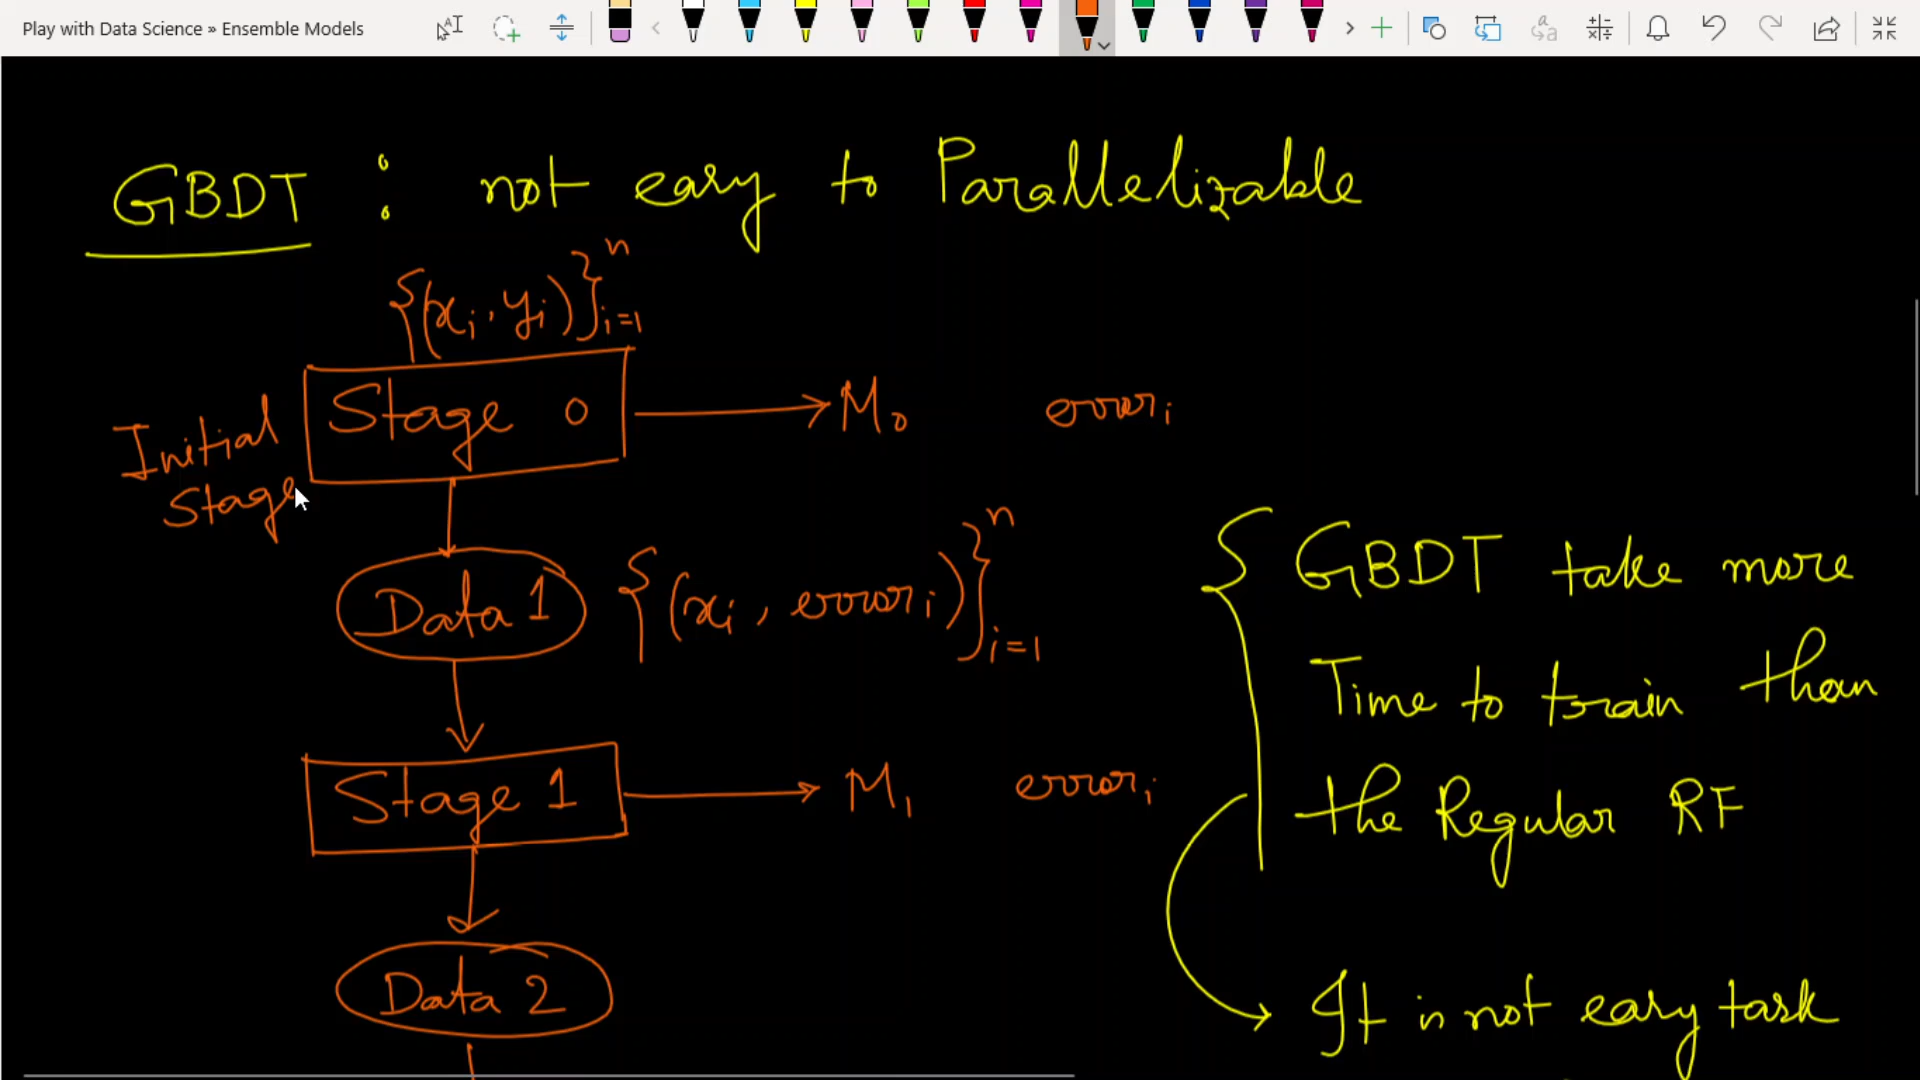 Play with Data Science » Ensemble Models
GBDT : not easy to Parallelizable
{(xi, yi)}ⁿi=1
Initial Stage
Stage 0 → M0 errori
Data 1 {(xi, errori)}ⁿi=1
Stage 1 → M1 errori
Data 2
GBDT take more
Time to train than
the Regular RF
→ It is not easy task